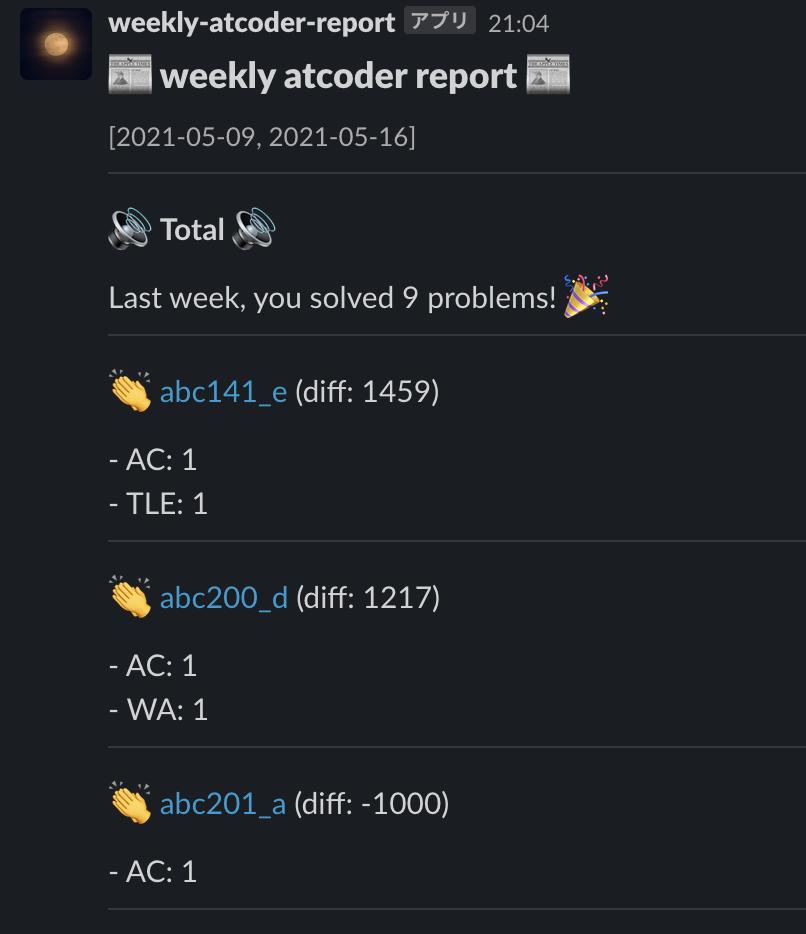 weekly-atcoder-report アプリ 21:04
weekly atcoder report
[2021-05-09, 2021-05-16]
Total
Last week, you solved 9 problems!
abc141_e (diff: 1459)
- AC: 1
- TLE: 1
abc200_d (diff: 1217)
- AC: 1
- WA: 1
abc201_a (diff: -1000)
- AC: 1